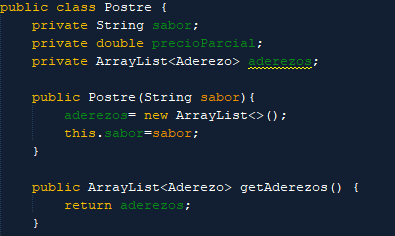 public class Postre {
    private String sabor;
    private double precioParcial;
    private ArrayList<Aderezo> aderezos;

    public Postre(String sabor){
        aderezos= new ArrayList<>();
        this.sabor=sabor;
    }

    public ArrayList<Aderezo> getAderezos() {
        return aderezos;
    }